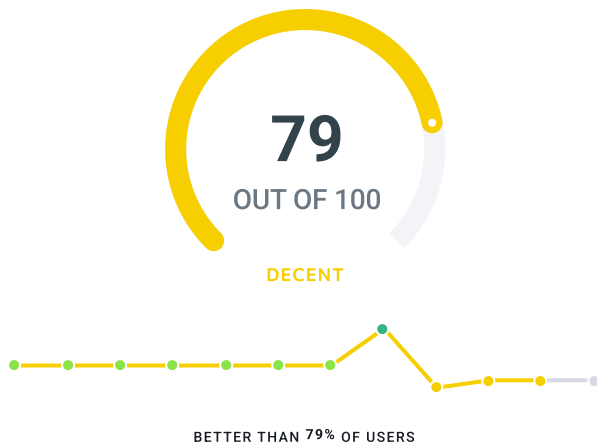 79
OUT OF 100
DECENT
BETTER THAN 79% OF USERS